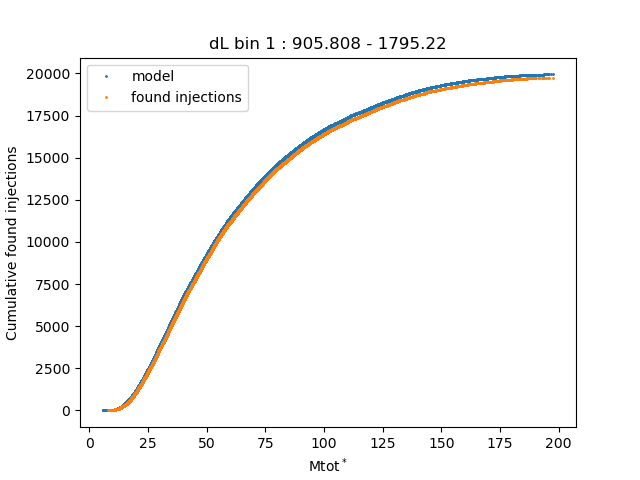 dL bin 1 : 905.808 - 1795.22
model
found injections
20000
17500
15000
12500
10000
7500
5000
2500
0
Cumulative found injections
0 25 50 75 100 125 150 175 200
Mtot*